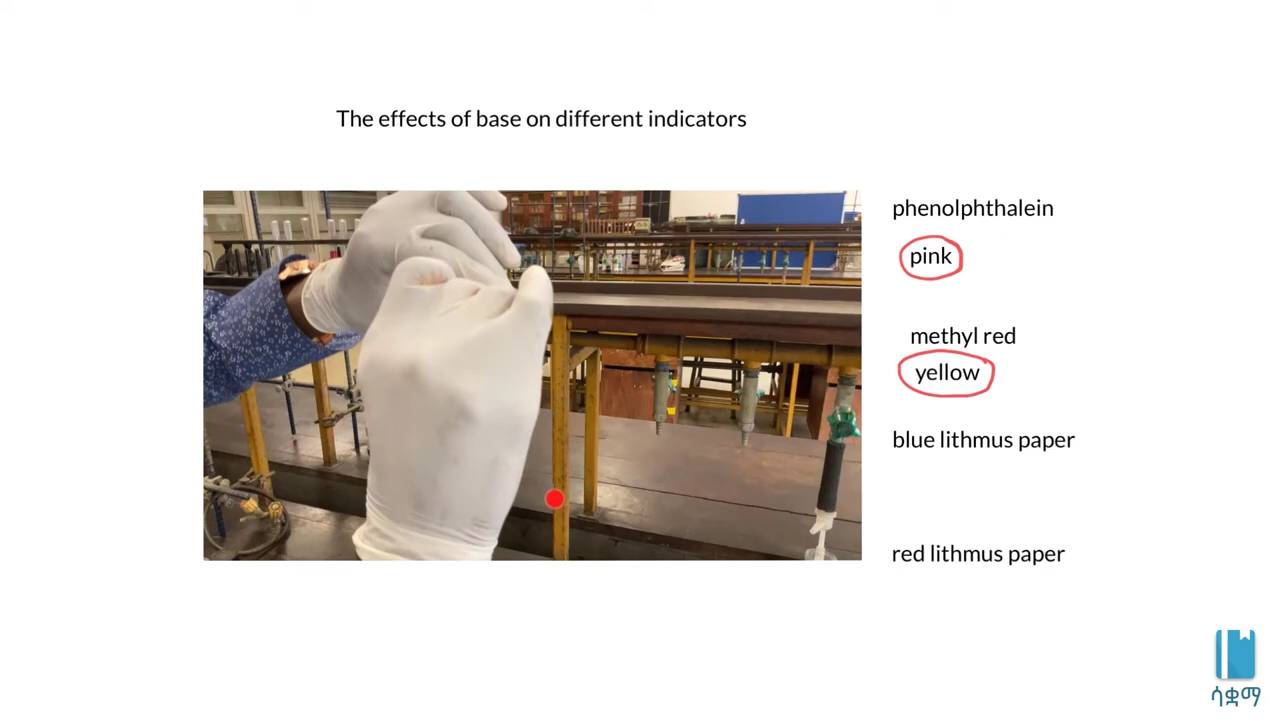 The effects of base on different indicators
phenolphthalein
pink
methyl red
yellow
blue lithmus paper
red lithmus paper
ሳቋማ